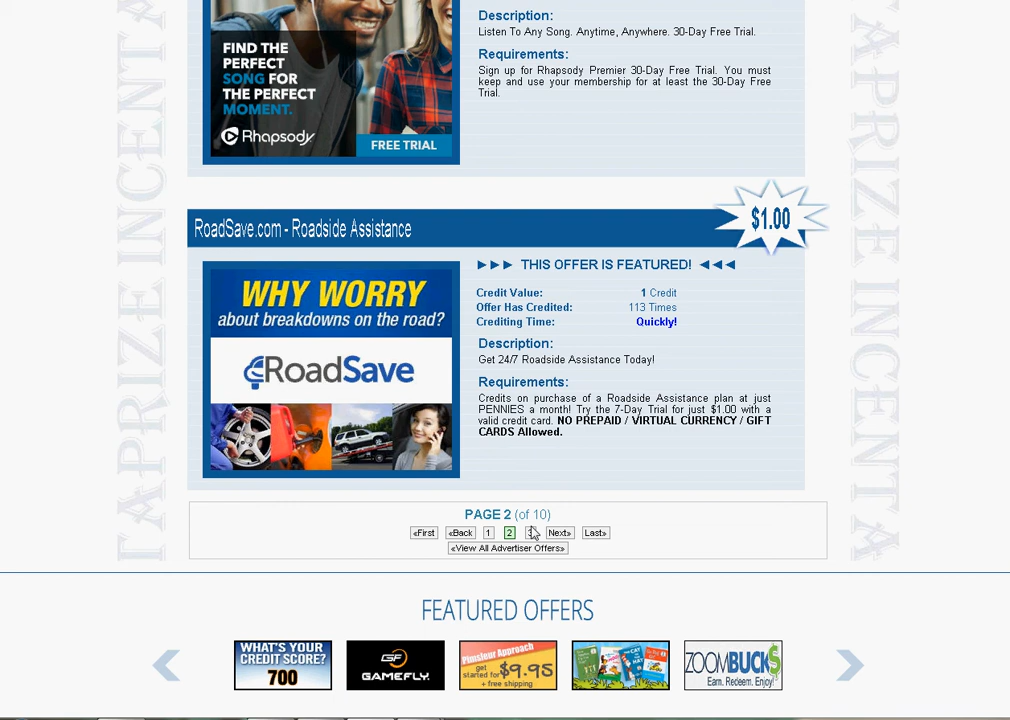 Description:
Listen To Any Song. Anytime, Anywhere. 30-Day Free Trial.
Requirements:
Sign up for Rhapsody Premier 30-Day Free Trial. You must
keep and use your membership for at least the 30-Day Free
Trial.
FIND THE
PERFECT
SONG FOR
THE PERFECT
MOMENT.
Rhapsody
FREE TRIAL
RoadSave.com - Roadside Assistance
$1.00
►►► THIS OFFER IS FEATURED! ◄◄◄
Credit Value: 1 Credit
Offer Has Credited: 113 Times
Crediting Time: Quickly!
Description:
Get 24/7 Roadside Assistance Today!
Requirements:
Credits on purchase of a Roadside Assistance plan at just
PENNIES a month! Try the 7-Day Trial for just $1.00 with a
valid credit card. NO PREPAID / VIRTUAL CURRENCY / GIFT
CARDS Allowed.
WHY WORRY
about breakdowns on the road?
RoadSave
PAGE 2 (of 10)
«First «Back 1 2 Next» Last»
«View All Advertiser Offers»
FEATURED OFFERS
WHAT'S YOUR
CREDIT SCORE?
700
GF
GAMEFLY.
Pimsleur Approach
get
started for $9.95
+ free shipping
ZOOMBUCK$
Earn. Redeem. Enjoy!